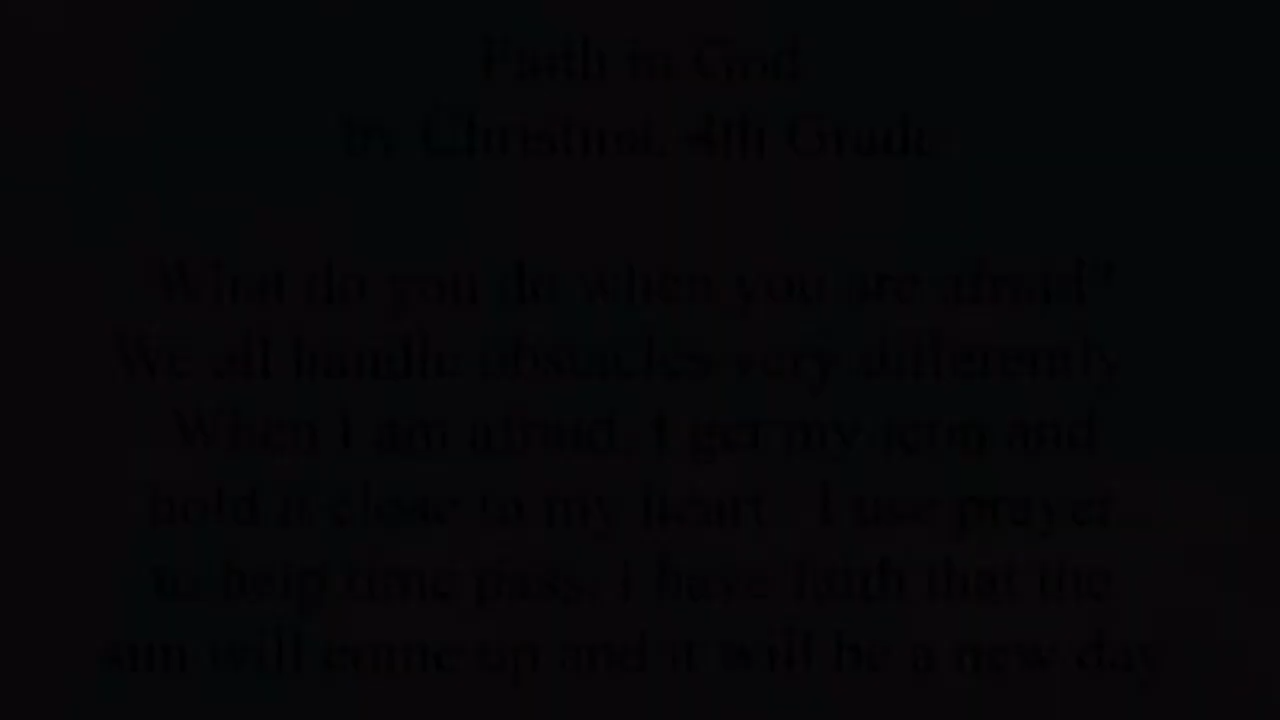 Faith in God
by Christina, 4th Grade
What do you do when you are afraid?
We all handle obstacles very differently
When I am afraid, I get my icon and
hold it close to my heart. I use prayer
to help time pass, I have faith that the
sun will come up and it will be a new day